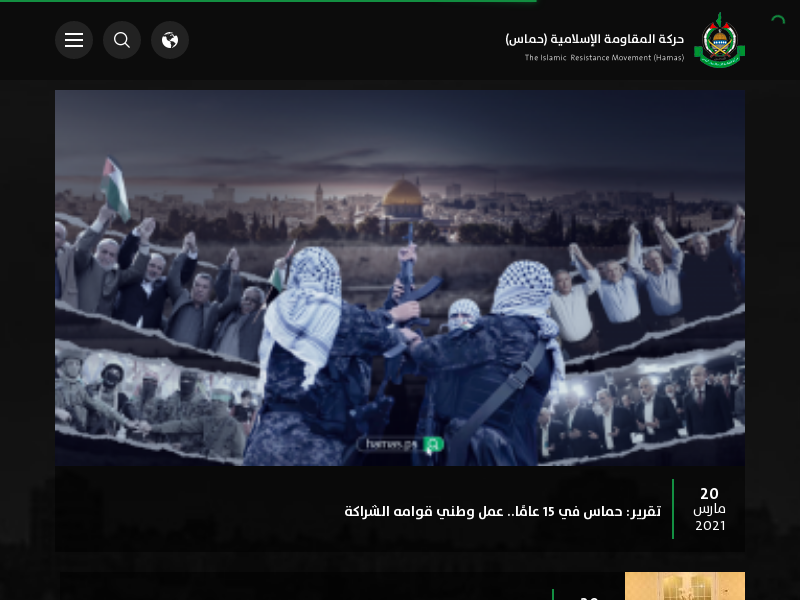 حركة المقاومة الإسلامية (حماس)
The Islamic Resistance Movement (Hamas)
hamas.ps
20
مارس
2021
تقرير: حماس في 15 عامًا.. عمل وطني قوامه الشراكة